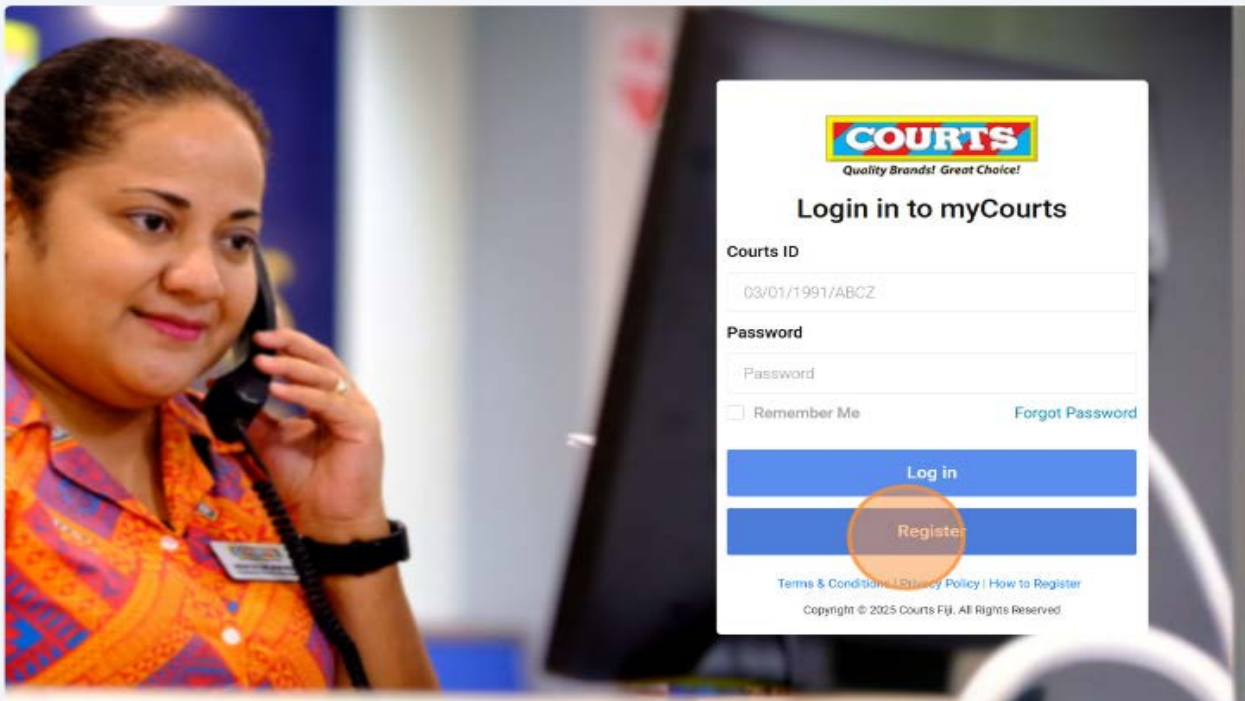 COURTS
Quality Brands! Great Choice!
Login in to myCourts
Courts ID
03/01/1991/ABCZ
Password
Password
Remember Me Forgot Password
Log in
Register
Terms & Conditions | Privacy Policy | How to Register
Copyright © 2025 Courts Fiji. All Rights Reserved